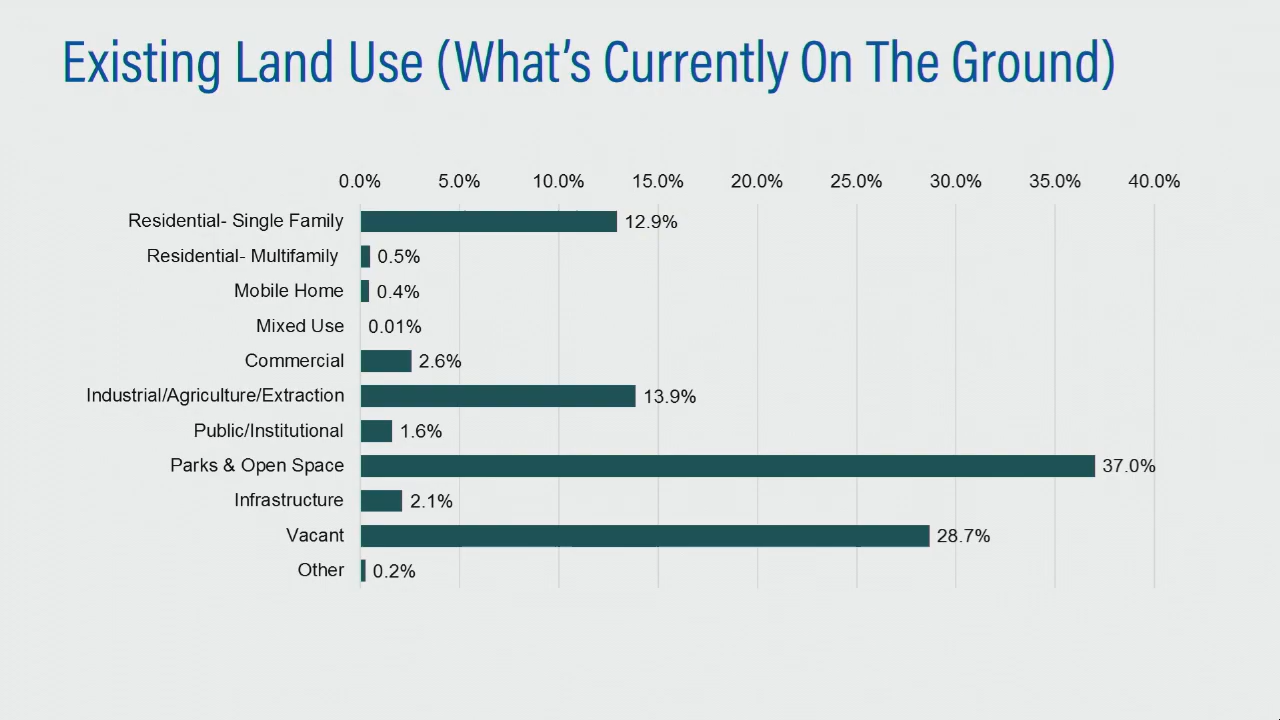 Existing Land Use (What's Currently On The Ground)
0.0% 5.0% 10.0% 15.0% 20.0% 25.0% 30.0% 35.0% 40.0%
Residential- Single Family 12.9%
Residential- Multifamily 0.5%
Mobile Home 0.4%
Mixed Use 0.01%
Commercial 2.6%
Industrial/Agriculture/Extraction 13.9%
Public/Institutional 1.6%
Parks & Open Space 37.0%
Infrastructure 2.1%
Vacant 28.7%
Other 0.2%